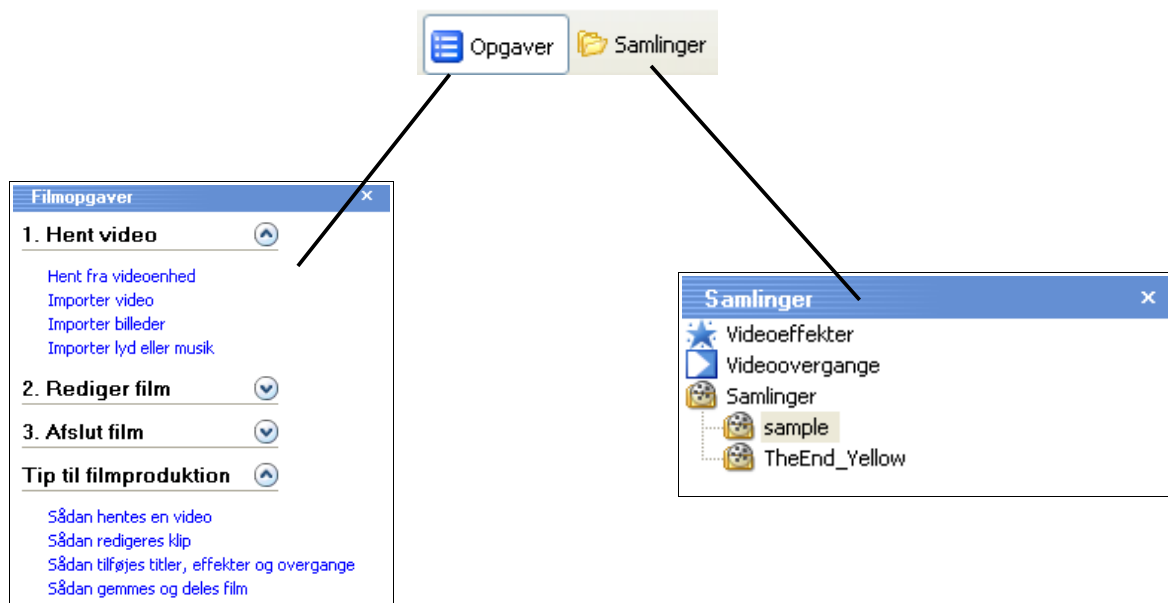 Opgaver
Samlinger
Filmopgaver
1. Hent video
Hent fra videoenhed
Importer video
Importer billeder
Importer lyd eller musik
2. Rediger film
3. Afslut film
Tip til filmproduktion
Sådan hentes en video
Sådan redigeres klip
Sådan tilføjes titler, effekter og overgange
Sådan gemmes og deles film
Samlinger
Videoeffekter
Videoovergange
Samlinger
sample
TheEnd_Yellow